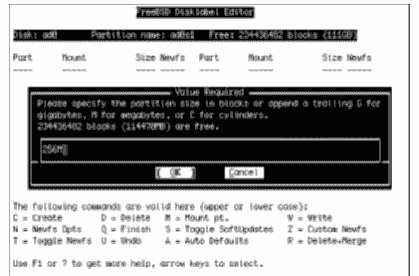 FreeBSD Disklabel Editor
Disk: ad0 Partition name: ad0s1 Free: 234436482 blocks (111GB)
Part Mount Size Newfs Part Mount Size Newfs
---- ----- ---- ----- ---- ----- ---- -----
Value Required
Please specify the partition size in blocks or append a trailing G for
gigabytes, M for megabytes, or C for cylinders.
234436482 blocks (114470MB) are free.
256M
[ OK ] Cancel
The following commands are valid here (upper or lower case):
C = Create D = Delete M = Mount pt. W = Write
N = Newfs Opts Q = Finish S = Toggle SoftUpdates Z = Custom Newfs
T = Toggle Newfs U = Undo A = Auto Defaults R = Delete+Merge
Use F1 or ? to get more help, arrow keys to select.